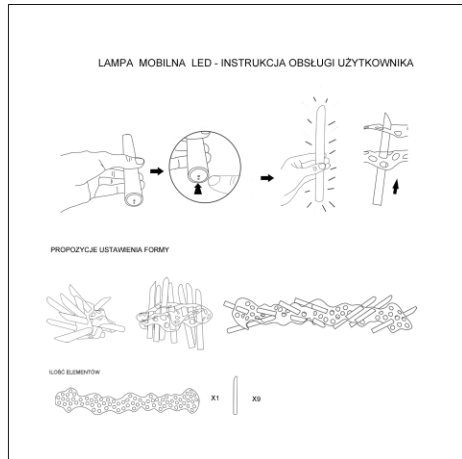 LAMPA MOBILNA LED - INSTRUKCJA OBSŁUGI UŻYTKOWNIKA
PROPOZYCJE USTAWIENIA FORMY
ILOŚĆ ELEMENTÓW
X1 X9